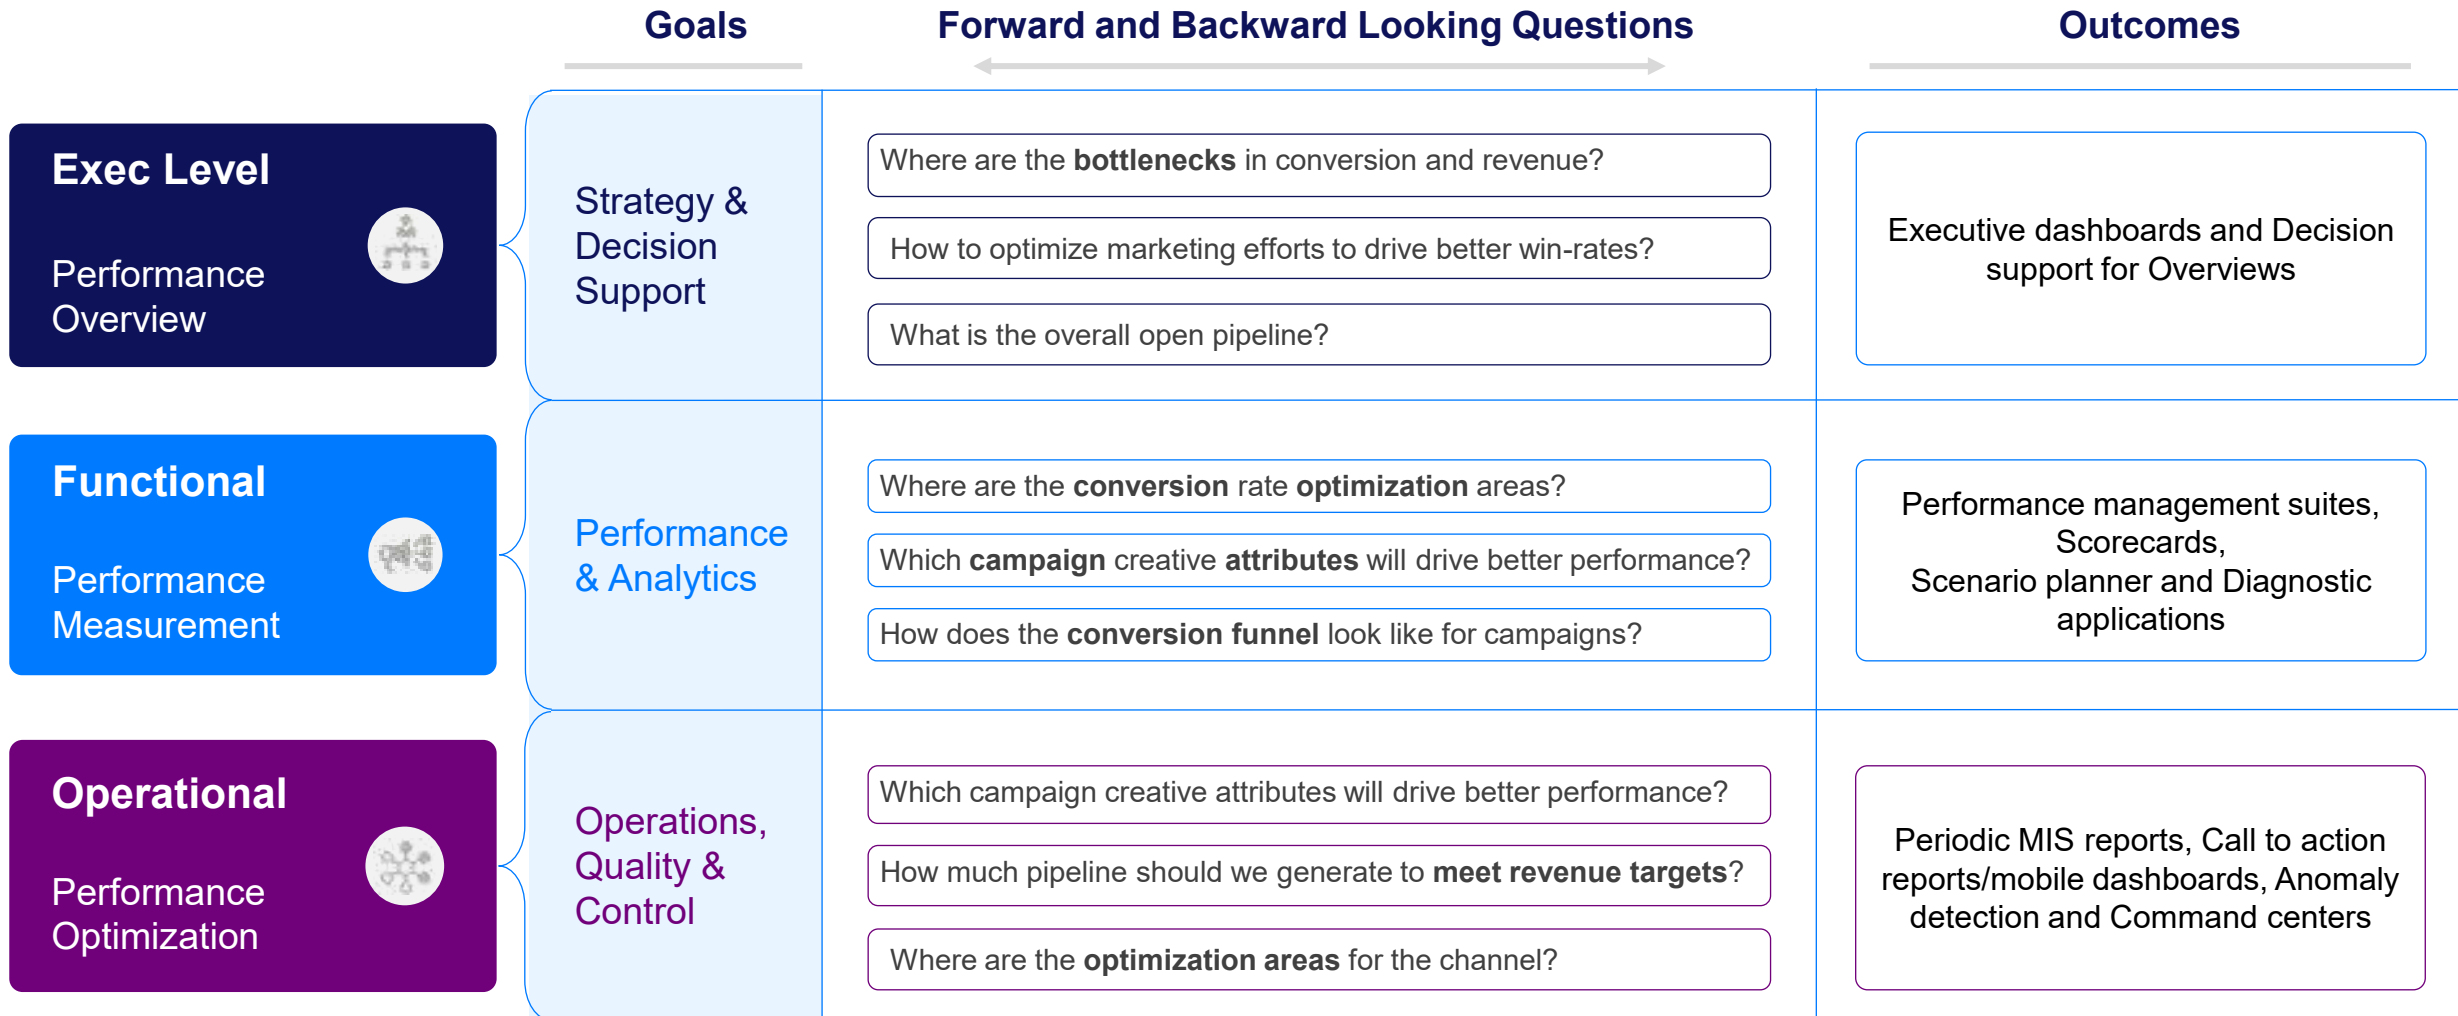 Goals
Forward and Backward Looking Questions
Outcomes
Exec Level
Performance
Overview
Strategy &
Decision
Support
Where are the bottlenecks in conversion and revenue?
How to optimize marketing efforts to drive better win-rates?
What is the overall open pipeline?
Executive dashboards and Decision
support for Overviews
Functional
Performance
Measurement
Performance
& Analytics
Where are the conversion rate optimization areas?
Which campaign creative attributes will drive better performance?
How does the conversion funnel look like for campaigns?
Performance management suites,
Scorecards,
Scenario planner and Diagnostic
applications
Operational
Performance
Optimization
Operations,
Quality &
Control
Which campaign creative attributes will drive better performance?
How much pipeline should we generate to meet revenue targets?
Where are the optimization areas for the channel?
Periodic MIS reports, Call to action
reports/mobile dashboards, Anomaly
detection and Command centers